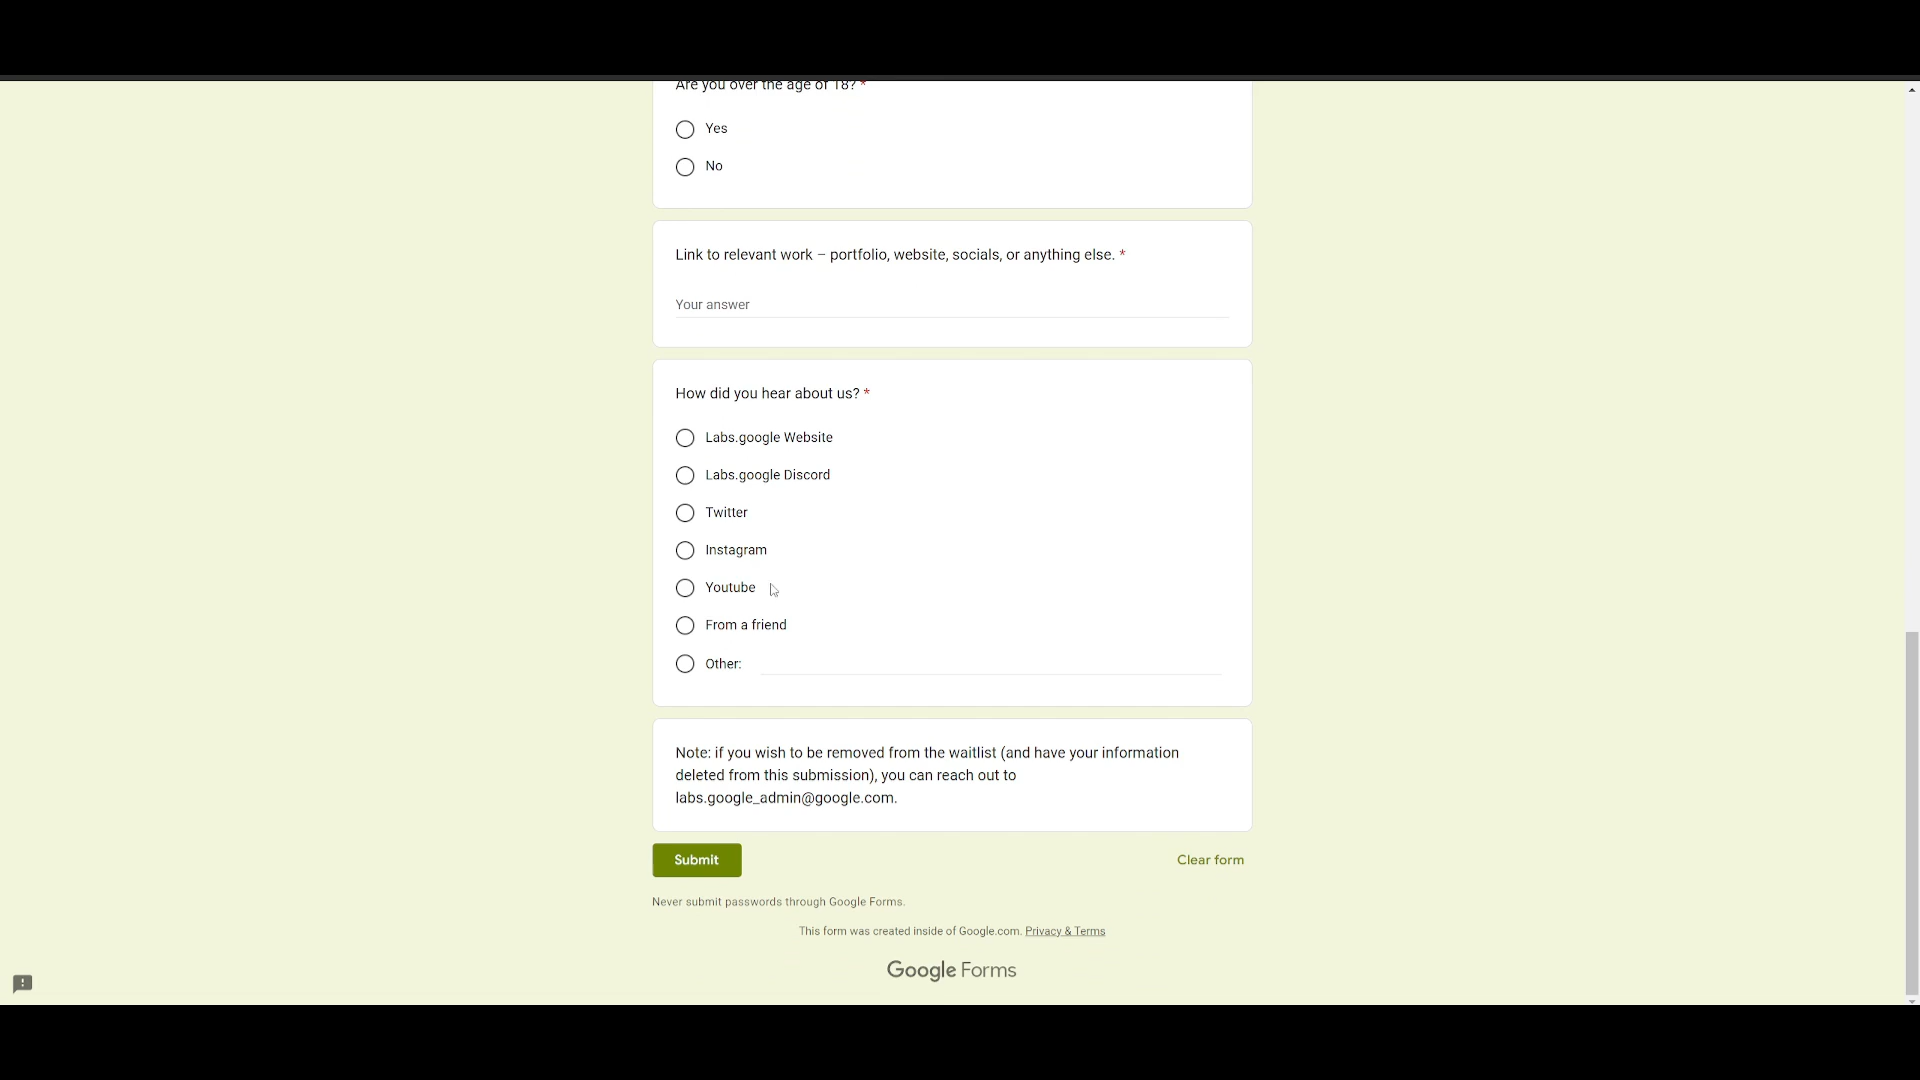 Are you over the age of 18? *
Yes
No
Link to relevant work – portfolio, website, socials, or anything else. *
Your answer
How did you hear about us? *
Labs.google Website
Labs.google Discord
Twitter
Instagram
Youtube
From a friend
Other:
Note: if you wish to be removed from the waitlist (and have your information
deleted from this submission), you can reach out to
labs.google_admin@google.com.
Submit
Clear form
Never submit passwords through Google Forms.
This form was created inside of Google.com. Privacy & Terms
Google Forms